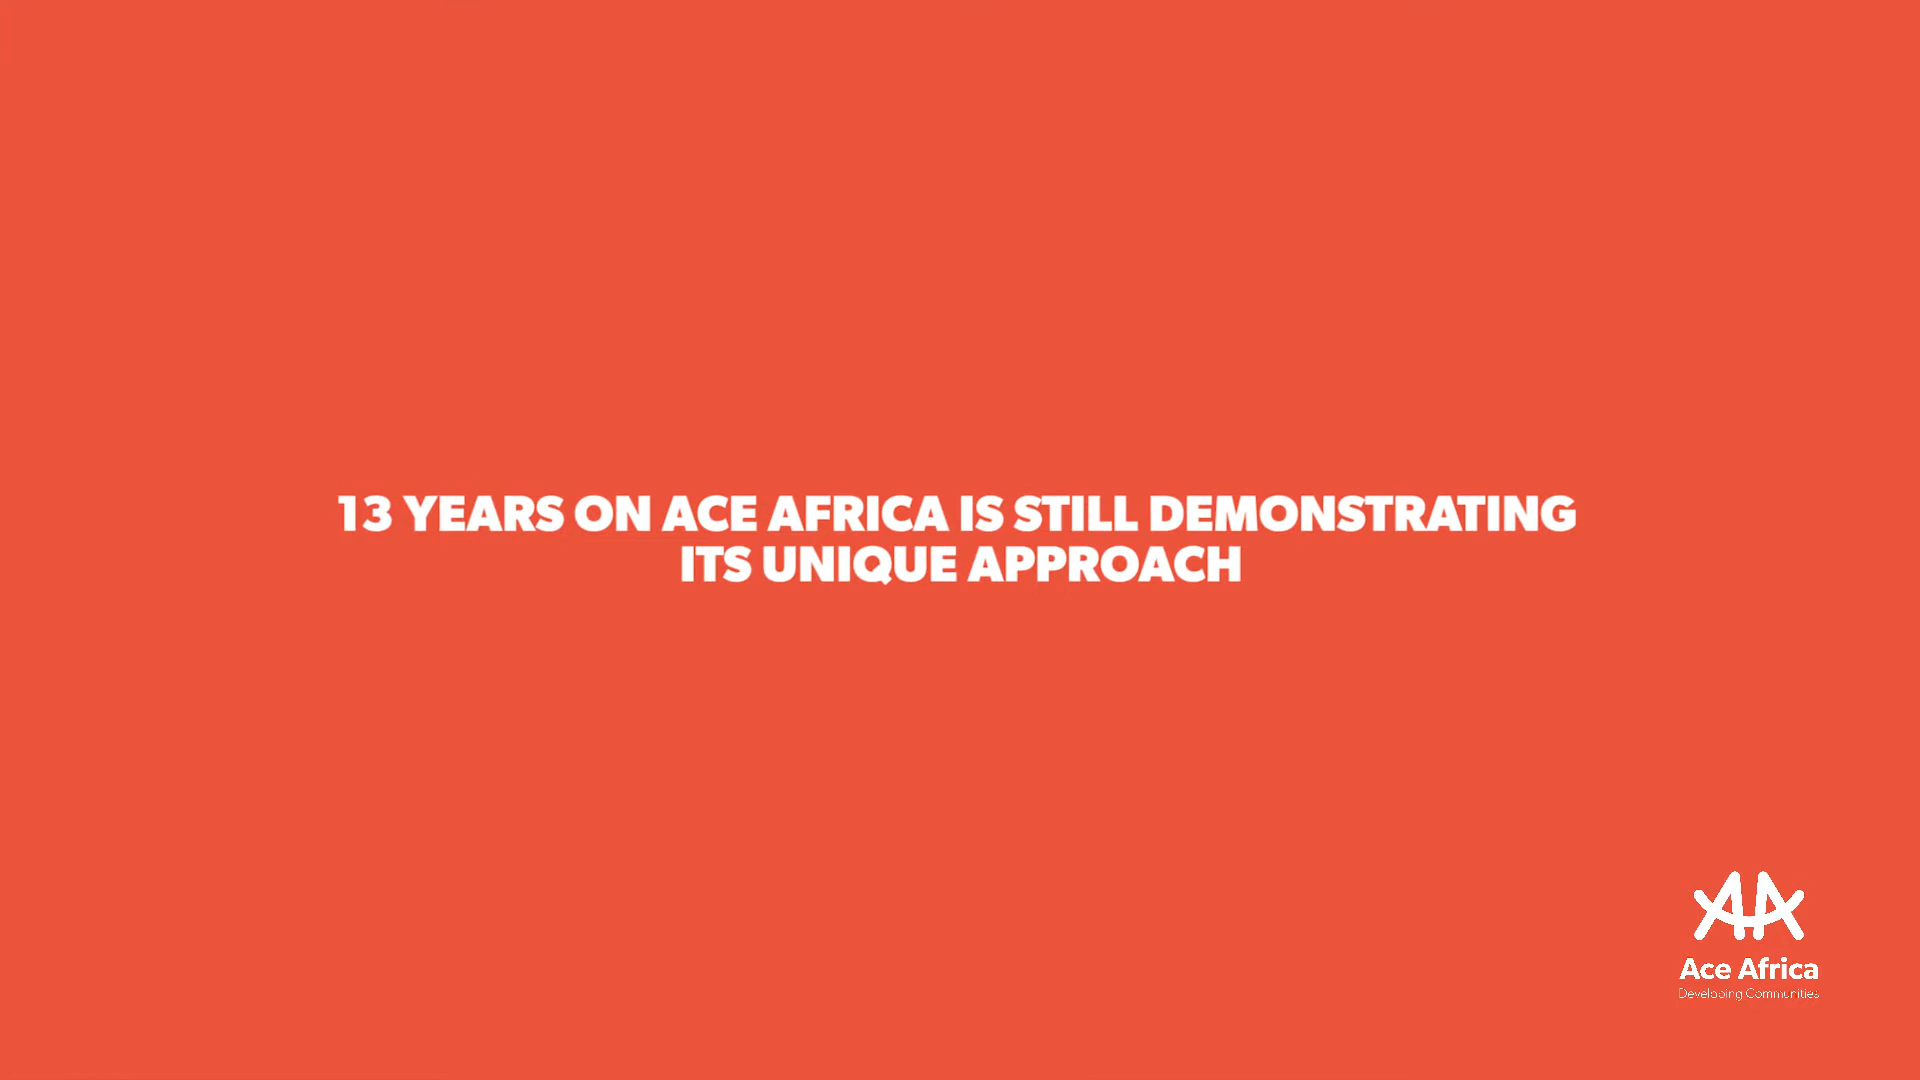 13 YEARS ON ACE AFRICA IS STILL DEMONSTRATING
ITS UNIQUE APPROACH
Ace Africa
Developing Communities